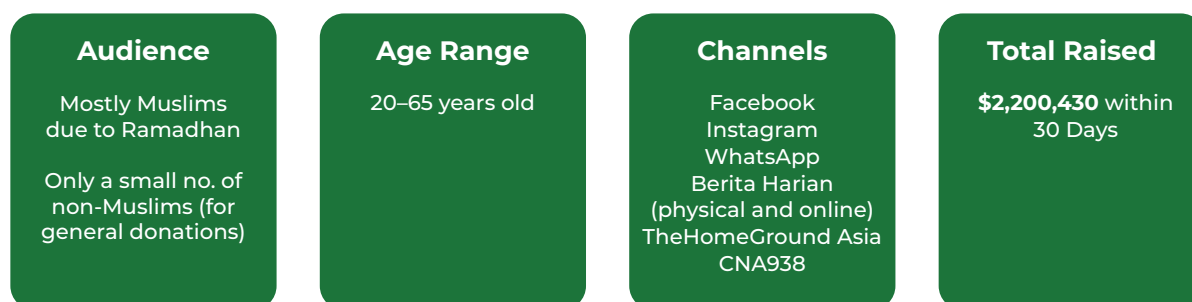 Audience
Mostly Muslims
due to Ramadhan
Only a small no. of
non-Muslims (for
general donations)
Age Range
20–65 years old
Channels
Facebook
Instagram
WhatsApp
Berita Harian
(physical and online)
TheHomeGround Asia
CNA938
Total Raised
$2,200,430 within
30 Days